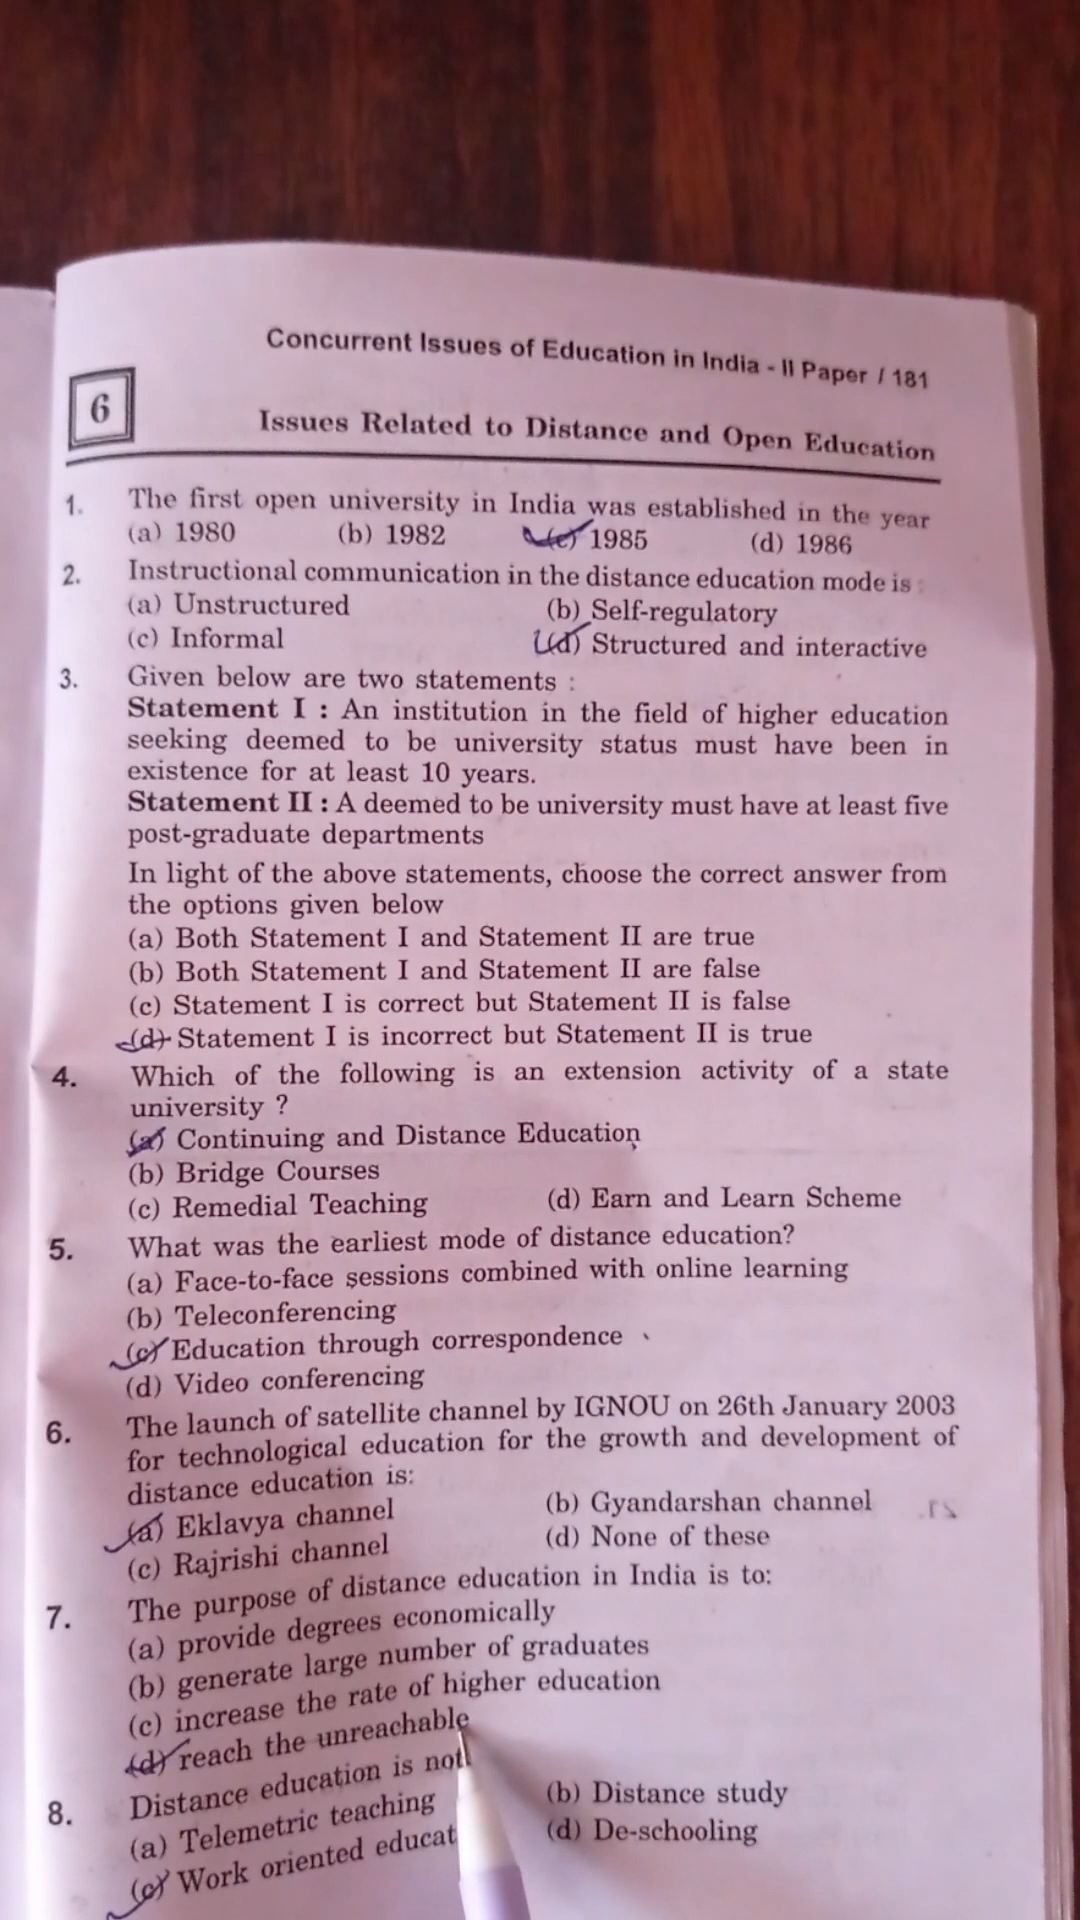 Concurrent Issues of Education in India - II Paper / 181
6
Issues Related to Distance and Open Education
1. The first open university in India was established in the year
(a) 1980 (b) 1982 (c) 1985 (d) 1986
2. Instructional communication in the distance education mode is :
(a) Unstructured (b) Self-regulatory
(c) Informal (d) Structured and interactive
3. Given below are two statements :
Statement I : An institution in the field of higher education
seeking deemed to be university status must have been in
existence for at least 10 years.
Statement II : A deemed to be university must have at least five
post-graduate departments
In light of the above statements, choose the correct answer from
the options given below
(a) Both Statement I and Statement II are true
(b) Both Statement I and Statement II are false
(c) Statement I is correct but Statement II is false
(d) Statement I is incorrect but Statement II is true
4. Which of the following is an extension activity of a state
university ?
(a) Continuing and Distance Education
(b) Bridge Courses
(c) Remedial Teaching (d) Earn and Learn Scheme
5. What was the earliest mode of distance education?
(a) Face-to-face sessions combined with online learning
(b) Teleconferencing
(c) Education through correspondence
(d) Video conferencing
6. The launch of satellite channel by IGNOU on 26th January 2003
for technological education for the growth and development of
distance education is:
(a) Eklavya channel (b) Gyandarshan channel
(c) Rajrishi channel (d) None of these
7. The purpose of distance education in India is to:
(a) provide degrees economically
(b) generate large number of graduates
(c) increase the rate of higher education
(d) reach the unreachable
8. Distance education is not
(a) Telemetric teaching (b) Distance study
(c) Work oriented educat (d) De-schooling